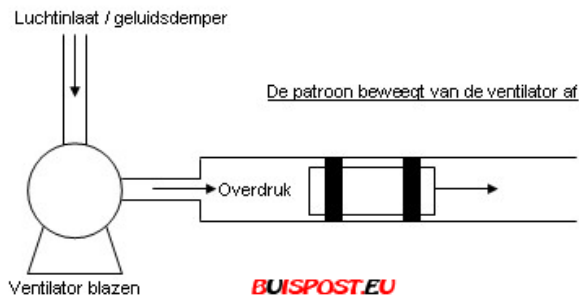 Luchtinlaat / geluidsdemper
De patroon beweegt van de ventilator af
Overdruk
Ventilator blazen
BUISPOST.EU